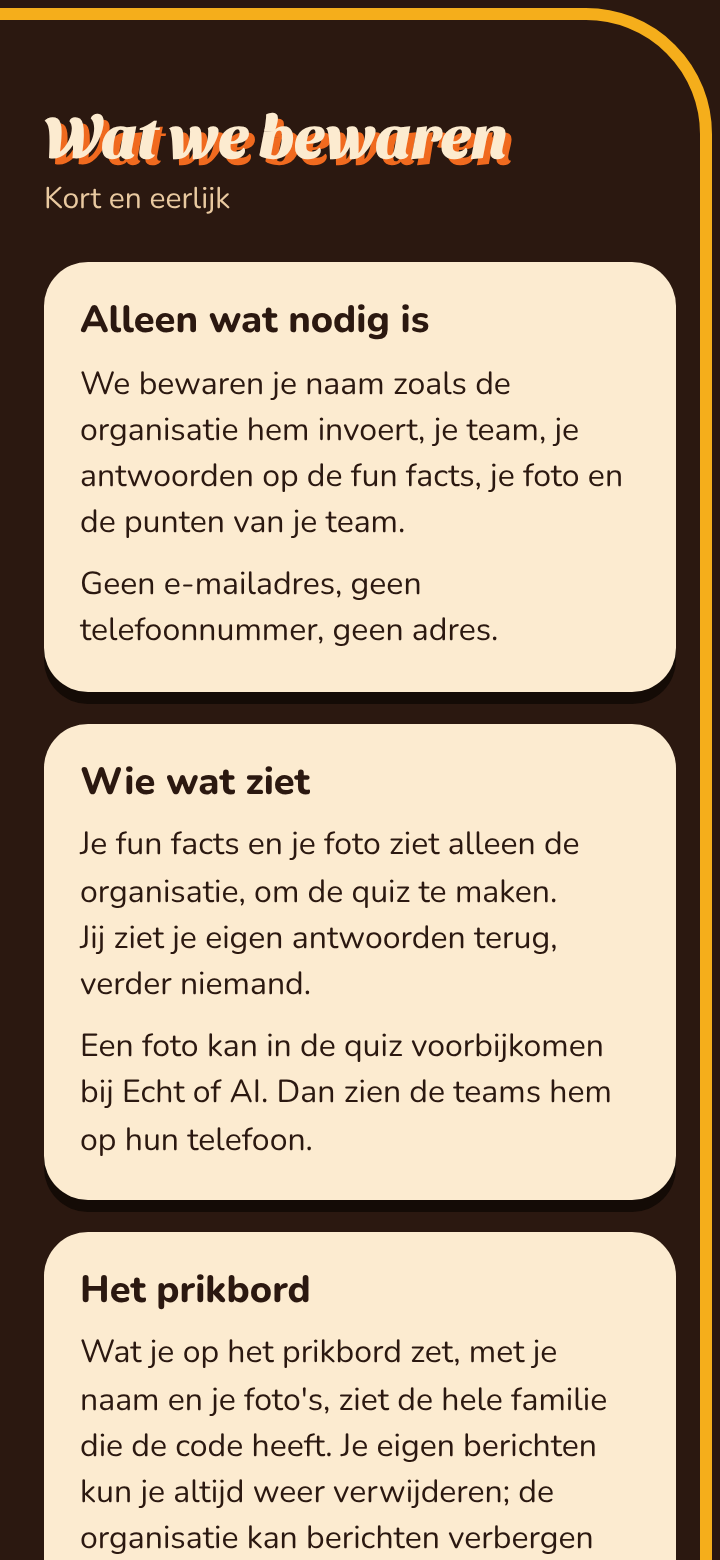 Wat we bewaren
Kort en eerlijk
Alleen wat nodig is
We bewaren je naam zoals de
organisatie hem invoert, je team, je
antwoorden op de fun facts, je foto en
de punten van je team.
Geen e-mailadres, geen
telefoonnummer, geen adres.
Wie wat ziet
Je fun facts en je foto ziet alleen de
organisatie, om de quiz te maken.
Jij ziet je eigen antwoorden terug,
verder niemand.
Een foto kan in de quiz voorbijkomen
bij Echt of AI. Dan zien de teams hem
op hun telefoon.
Het prikbord
Wat je op het prikbord zet, met je
naam en je foto's, ziet de hele familie
die de code heeft. Je eigen berichten
kun je altijd weer verwijderen; de
organisatie kan berichten verbergen